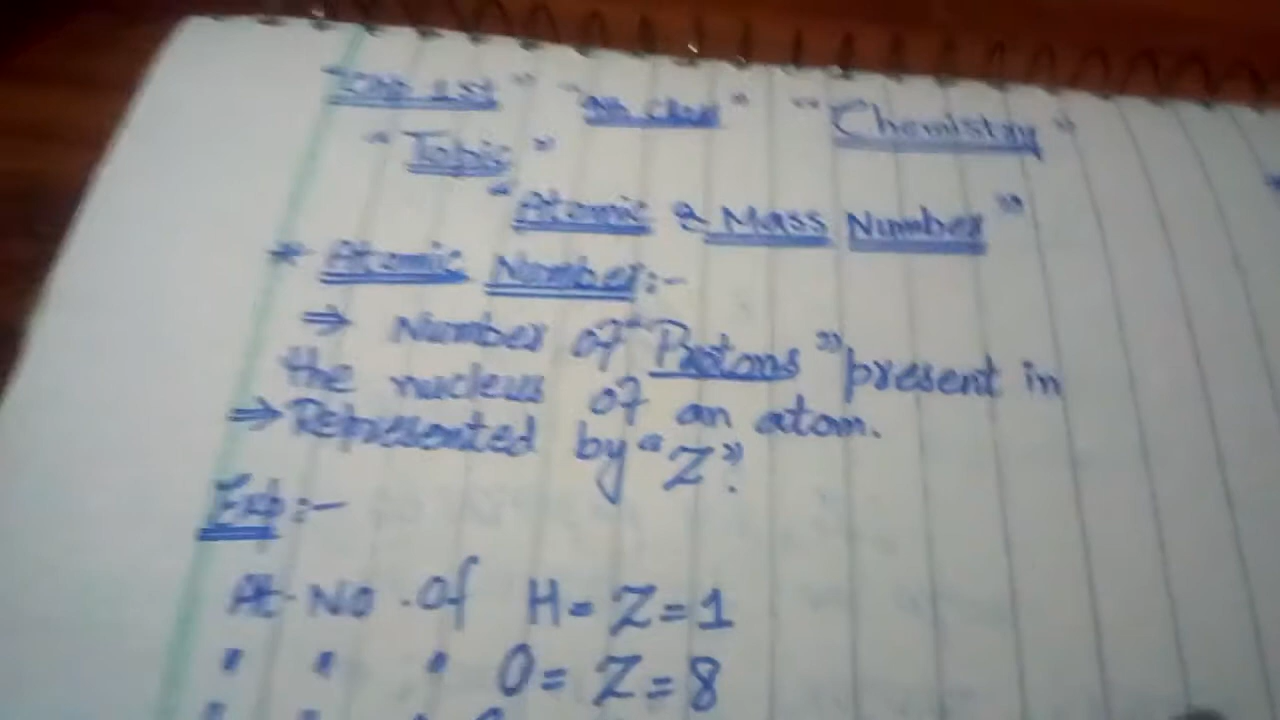 "Chemistry"
"Topic"
"Atomic & Mass Number"
* Atomic Number:-
⇒ Number of "Protons" present in
the nucleus of an atom.
⇒ Represented by "Z".
Exp:-
At. No. of H = Z = 1
" " " O = Z = 8